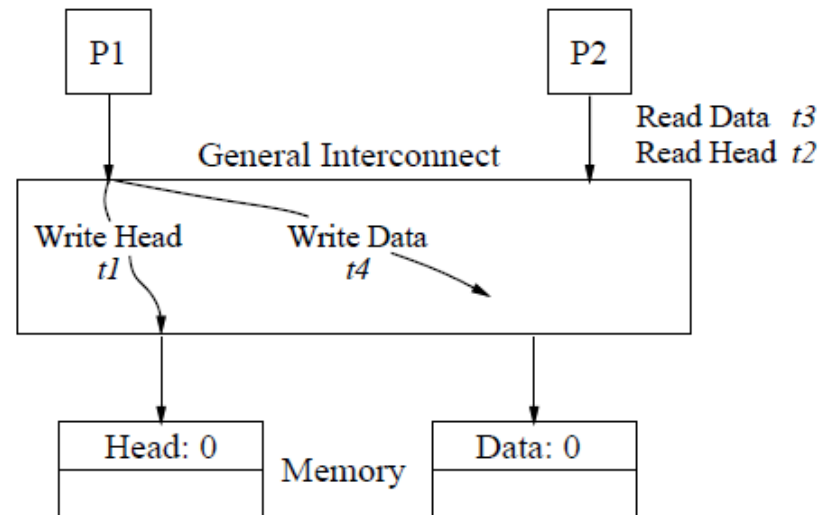 P1
P2
Read Data t3
Read Head t2
General Interconnect
Write Head
t1
Write Data
t4
Head: 0
Memory
Data: 0